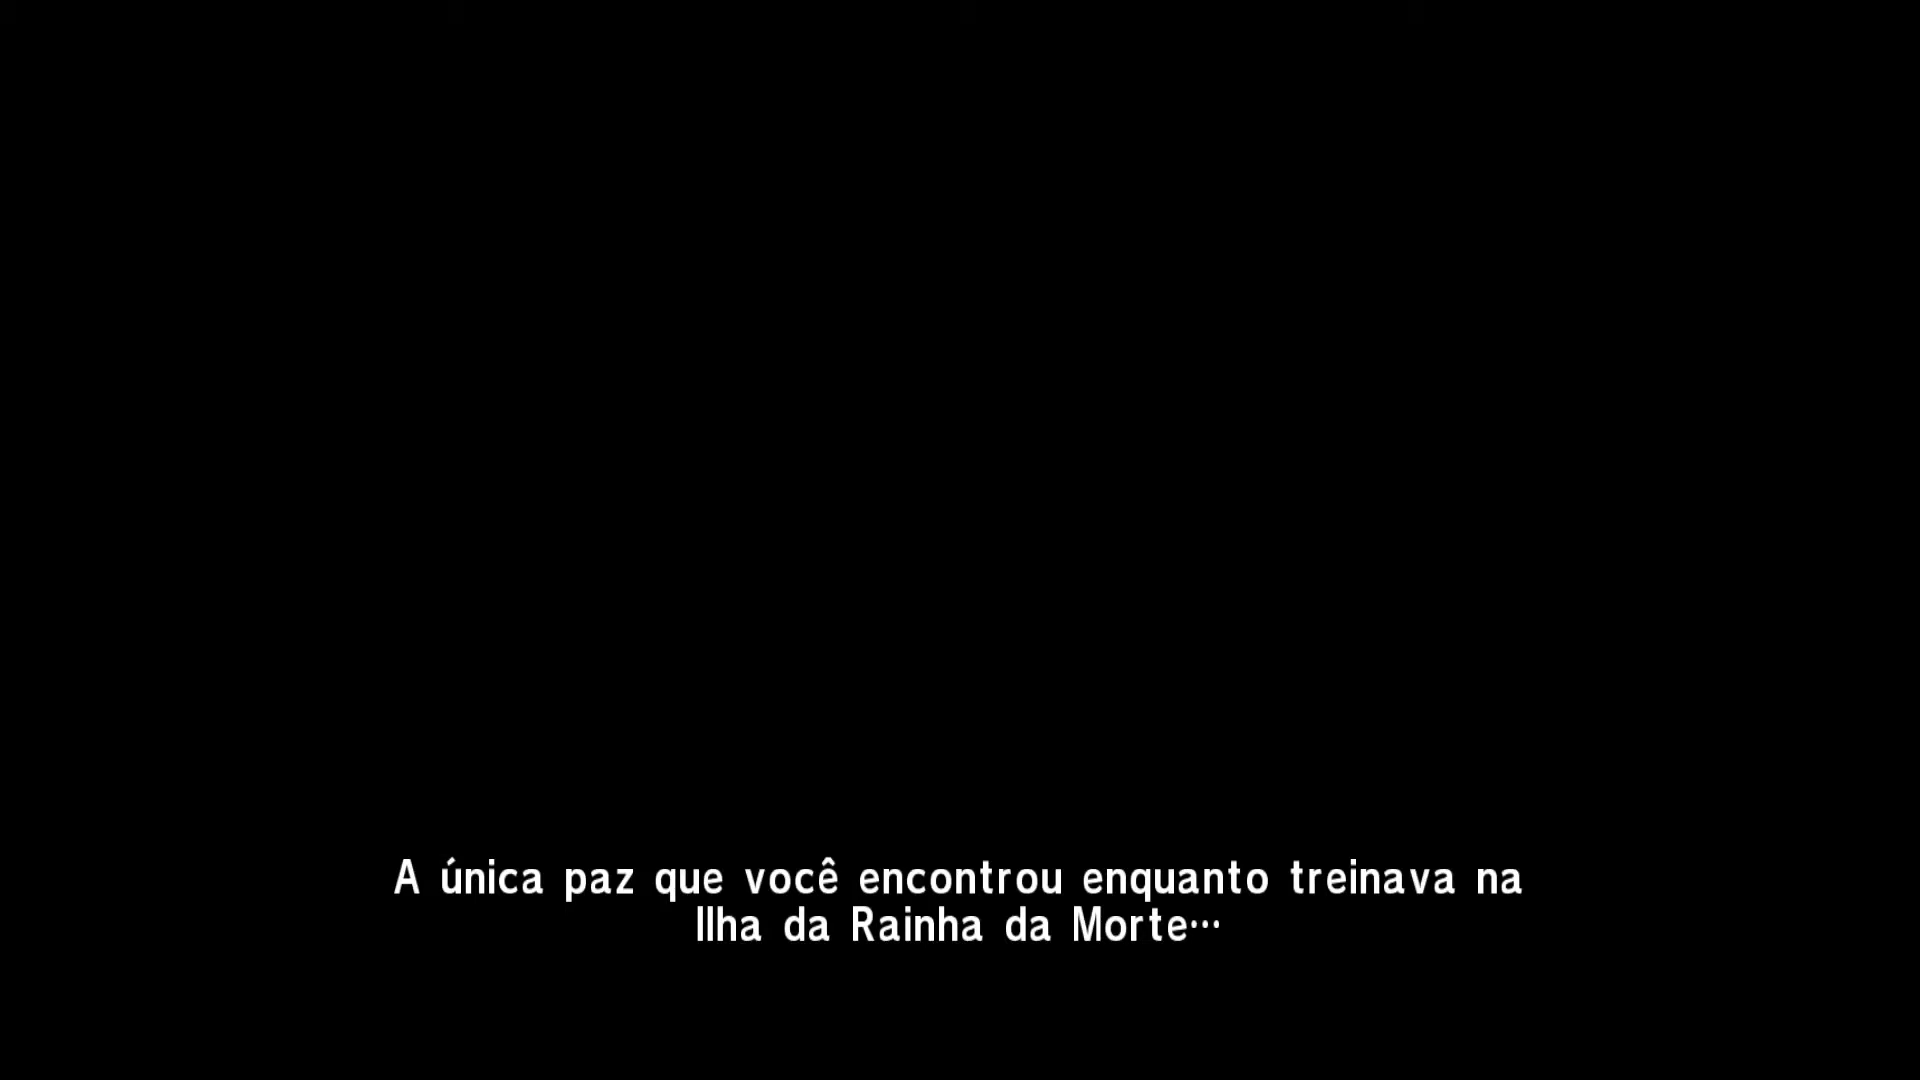 A única paz que você encontrou enquanto treinava na
Ilha da Rainha da Morte…